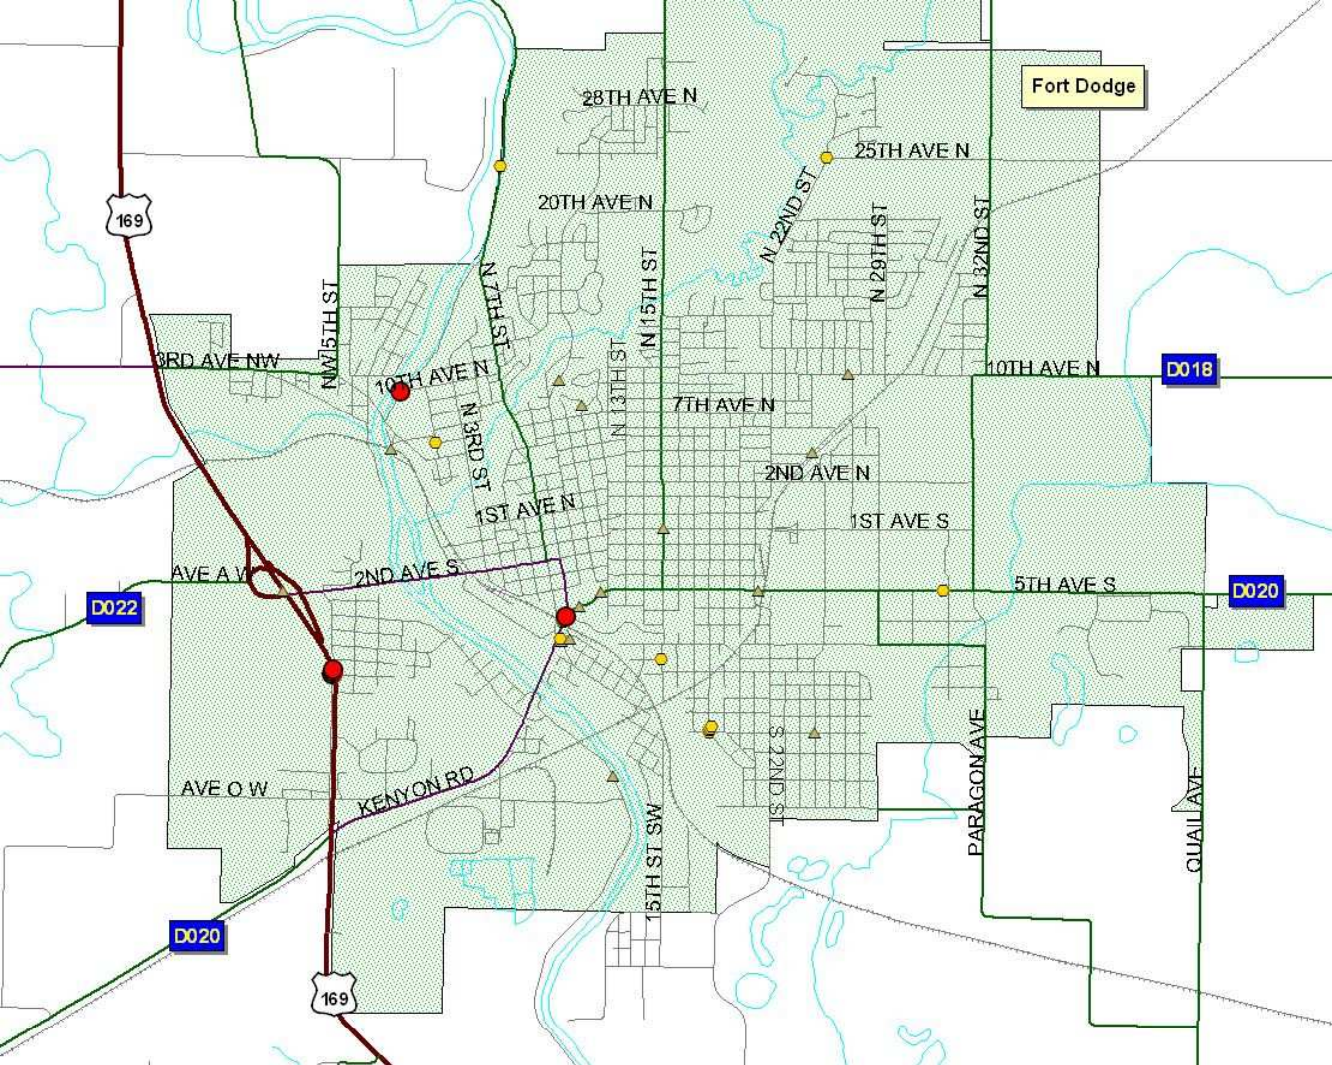 Fort Dodge
28TH AVE N
25TH AVE N
20TH AVE N
N 22ND ST
N 29TH ST
N 32ND ST
169
N 7TH ST
N 15TH ST
NW 5TH ST
3RD AVE NW
10TH AVE N
10TH AVE N
D018
N 3RD ST
N 13TH ST
7TH AVE N
2ND AVE N
1ST AVE N
1ST AVE S
AVE A W
2ND AVE S
5TH AVE S
D020
D022
PARAGON AVE
S 22ND ST
QUAIL AVE
AVE O W
KENYON RD
15TH ST SW
D020
169